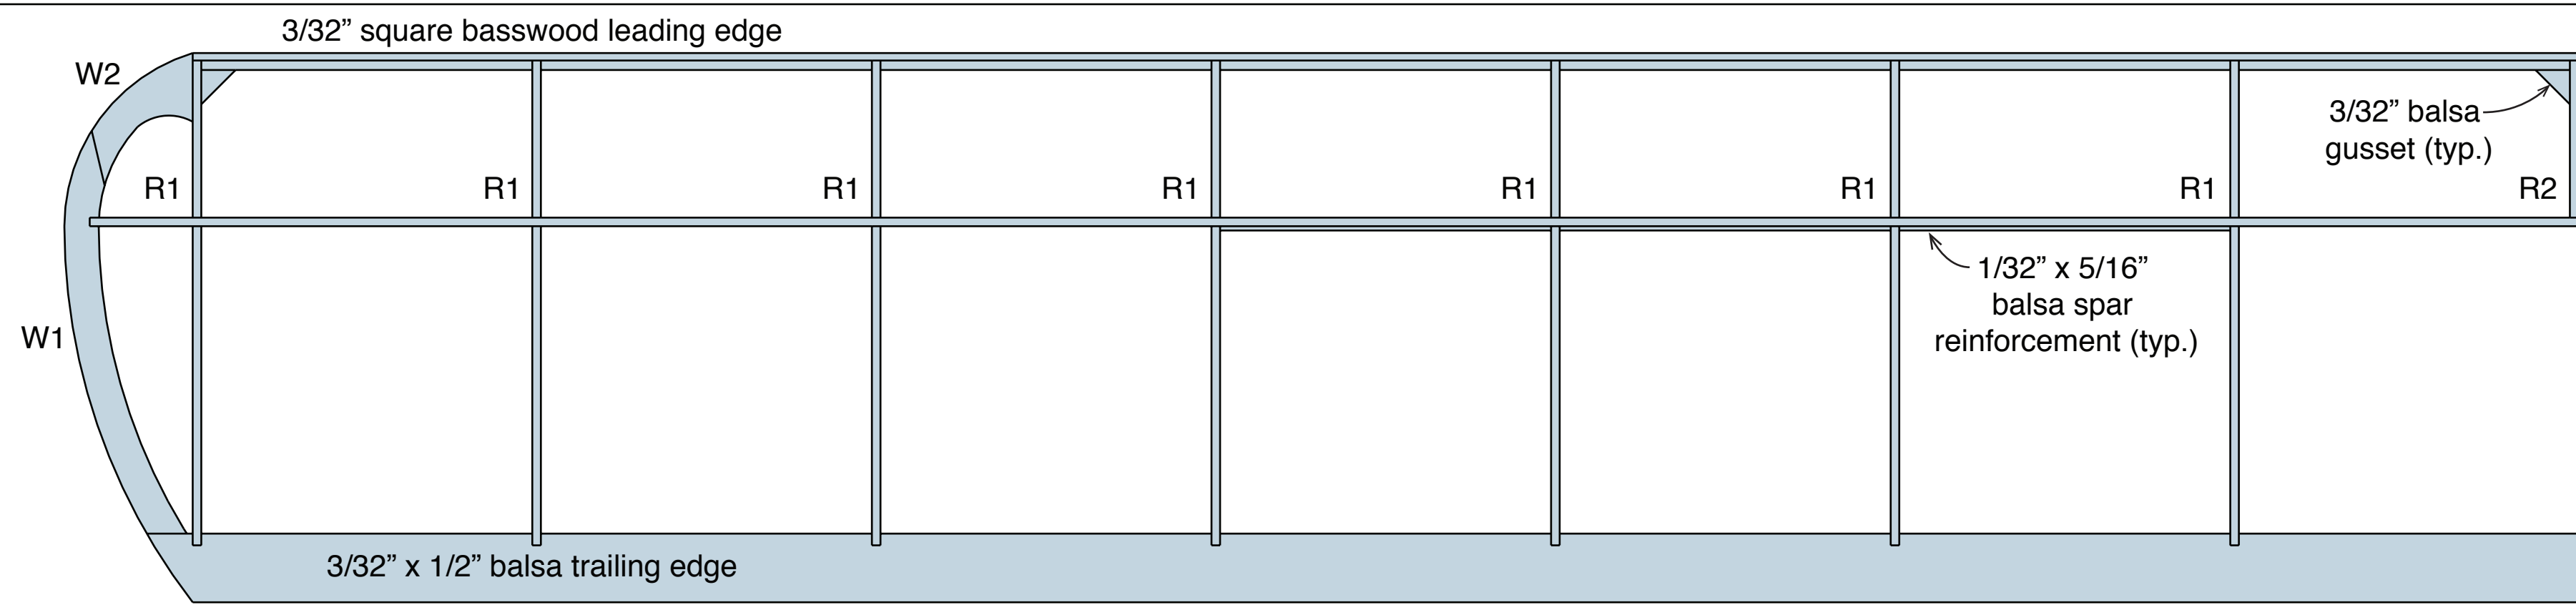 3/32” square basswood leading edge
W2
3/32” balsa
gusset (typ.)
R1
R1
R1
R1
R1
R1
R1
R2
1/32” x 5/16”
balsa spar
reinforcement (typ.)
W1
3/32” x 1/2” balsa trailing edge